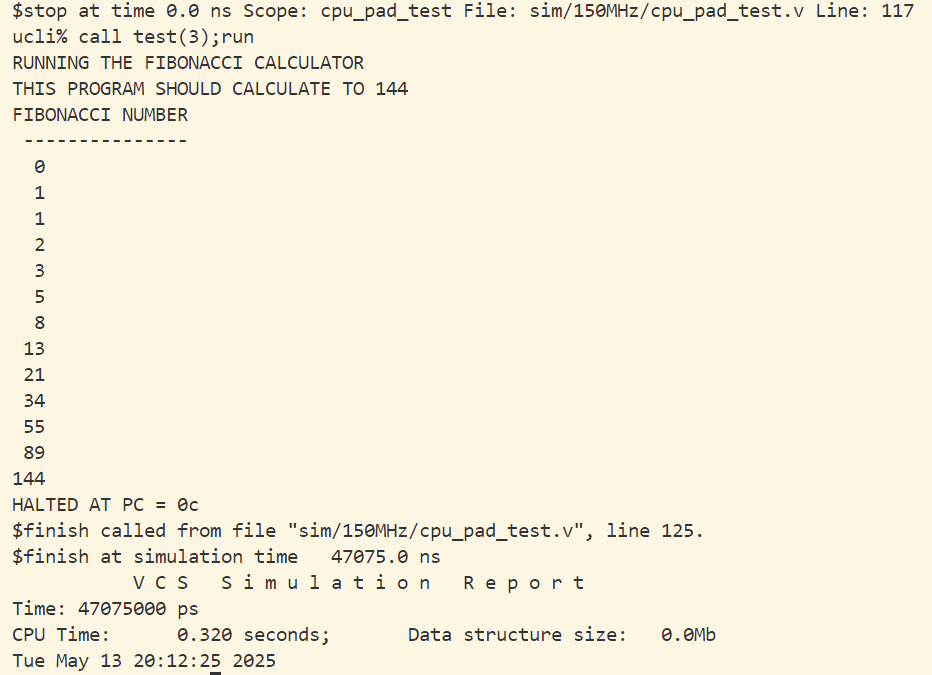 $stop at time 0.0 ns Scope: cpu_pad_test File: sim/150MHz/cpu_pad_test.v Line: 117
ucli% call test(3);run
RUNNING THE FIBONACCI CALCULATOR
THIS PROGRAM SHOULD CALCULATE TO 144
FIBONACCI NUMBER
 ---------------
  0
  1
  1
  2
  3
  5
  8
 13
 21
 34
 55
 89
144
HALTED AT PC = 0c
$finish called from file "sim/150MHz/cpu_pad_test.v", line 125.
$finish at simulation time   47075.0 ns
           V C S   S i m u l a t i o n   R e p o r t
Time: 47075000 ps
CPU Time:      0.320 seconds;       Data structure size:   0.0Mb
Tue May 13 20:12:25 2025